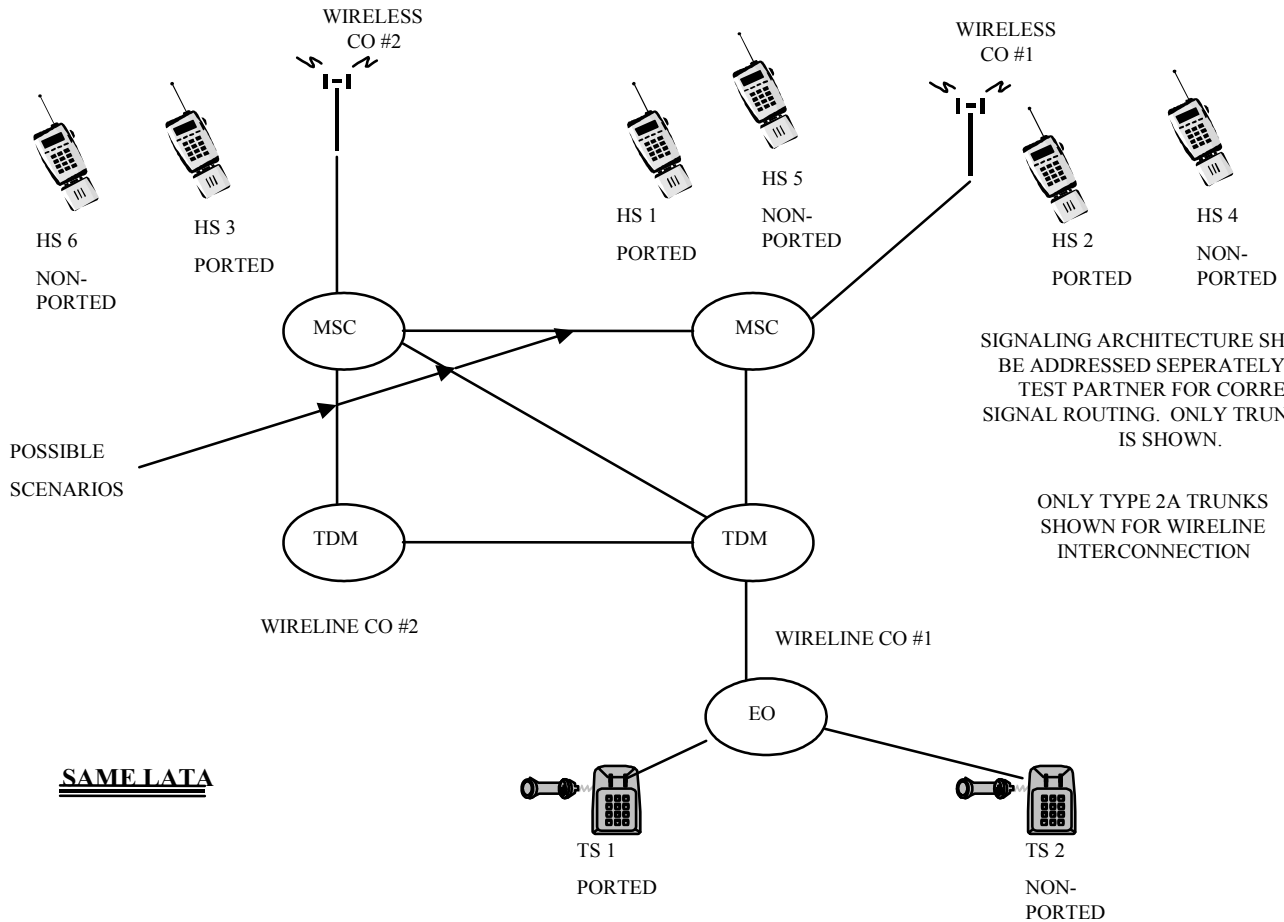 WIRELESS
CO #2
WIRELESS
CO #1
HS 6
NON-
PORTED
HS 3
PORTED
HS 1
PORTED
HS 5
NON-
PORTED
HS 2
PORTED
HS 4
NON-
PORTED
MSC
MSC
SIGNALING ARCHITECTURE SH
BE ADDRESSED SEPERATELY
TEST PARTNER FOR CORRE
SIGNAL ROUTING. ONLY TRUN
IS SHOWN.
POSSIBLE
SCENARIOS
ONLY TYPE 2A TRUNKS
SHOWN FOR WIRELINE
INTERCONNECTION
TDM
TDM
WIRELINE CO #2
WIRELINE CO #1
EO
SAME LATA
TS 1
PORTED
TS 2
NON-
PORTED